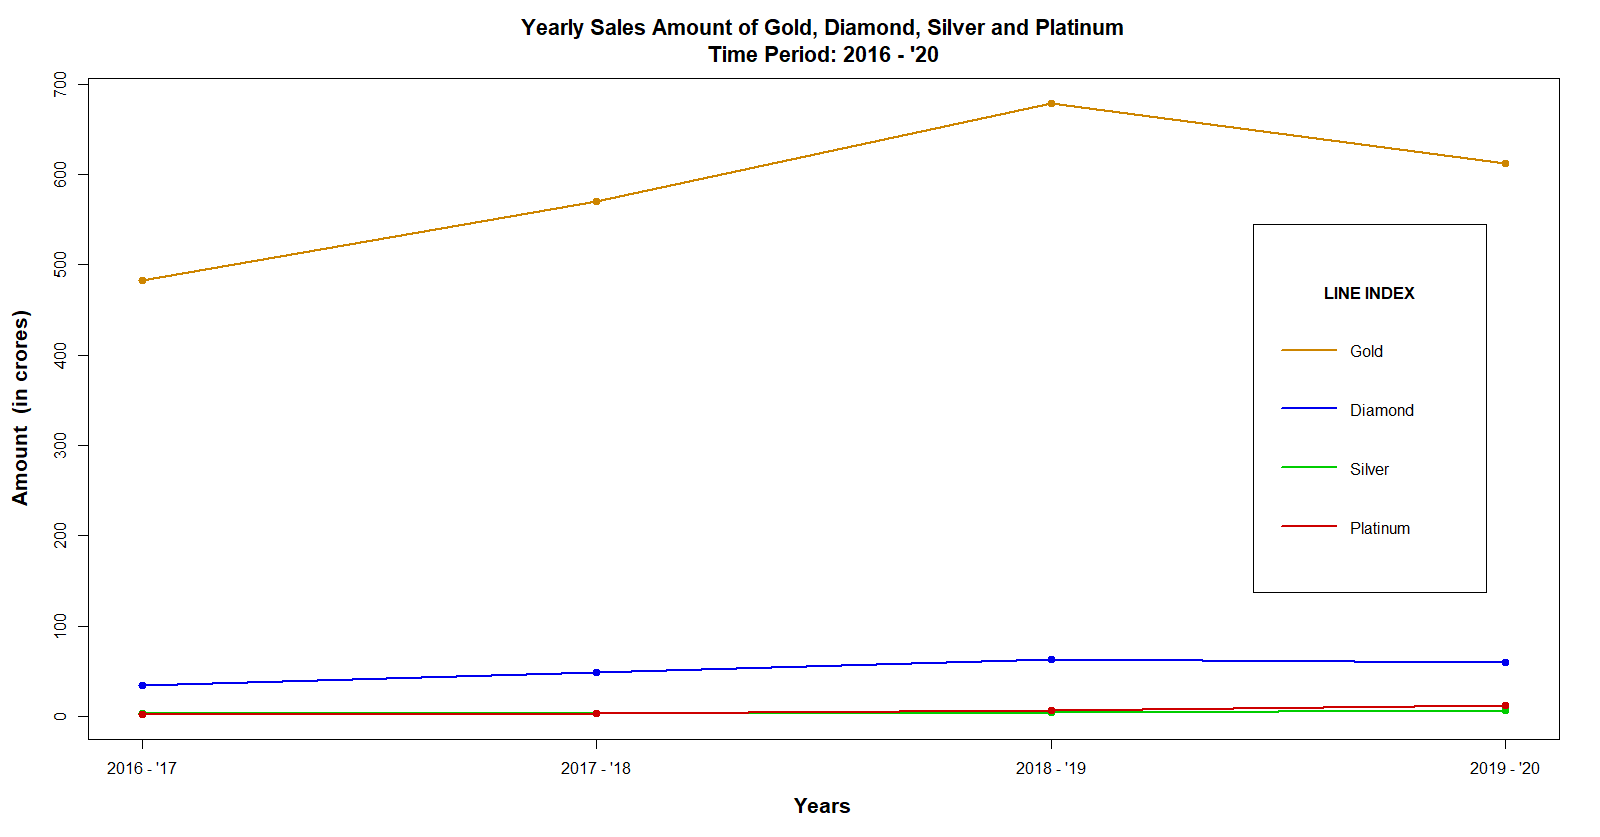 Yearly Sales Amount of Gold, Diamond, Silver and Platinum
Time Period: 2016 - '20
700
600
500
400
300
200
100
0
Amount  (in crores)
LINE INDEX
Gold
Diamond
Silver
Platinum
2016 - '17
2017 - '18
2018 - '19
2019 - '20
Years